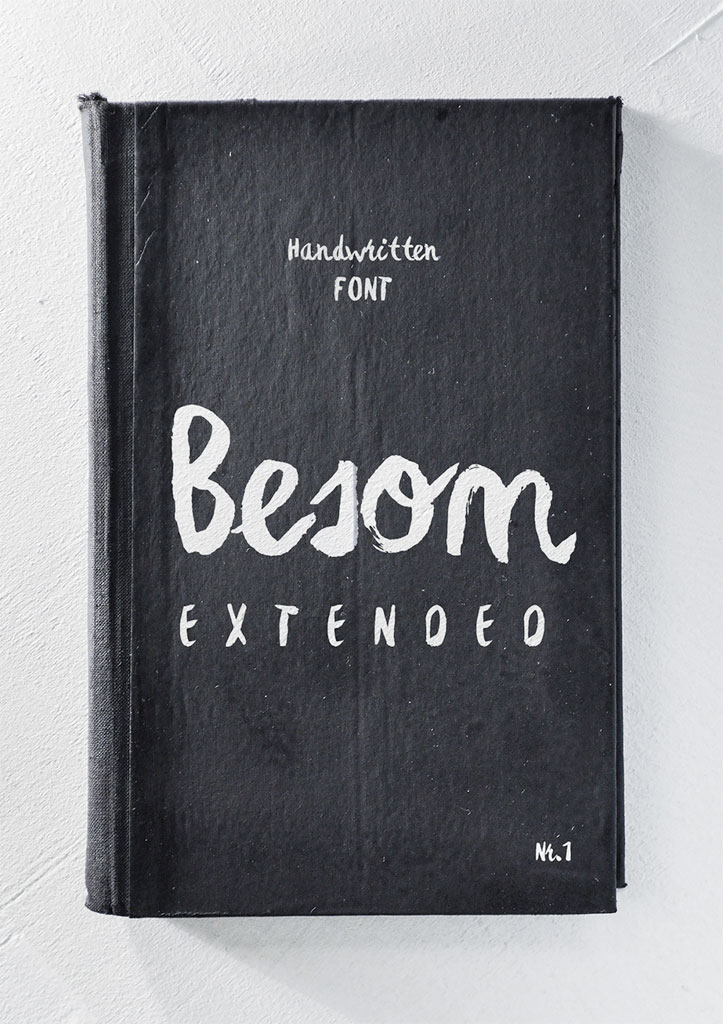 Handwritten
FONT
Besom
EXTENDED
Nr.1